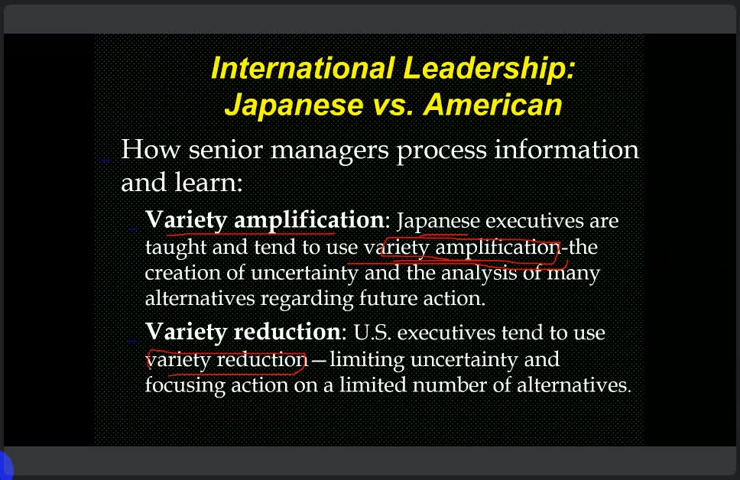 International Leadership:
Japanese vs. American
How senior managers process information
and learn:
Variety amplification: Japanese executives are
taught and tend to use variety amplification-the
creation of uncertainty and the analysis of many
alternatives regarding future action.
Variety reduction: U.S. executives tend to use
variety reduction—limiting uncertainty and
focusing action on a limited number of alternatives.